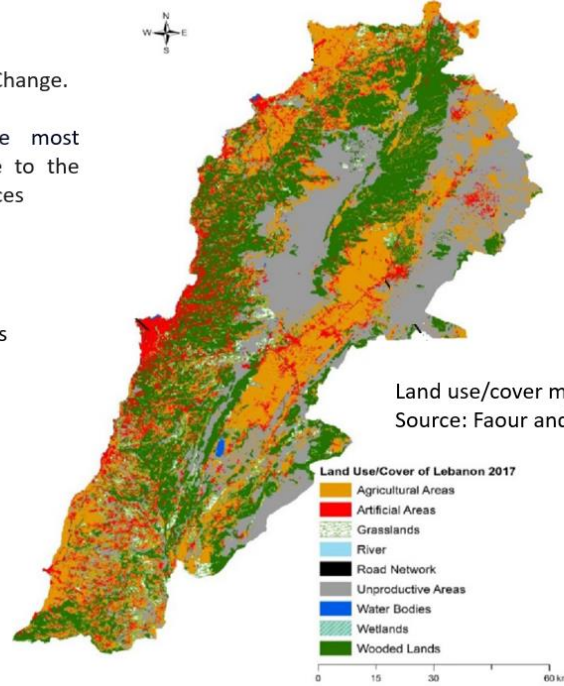 N
W E
S
Change.
e most
e to the
ces
s
Land use/cover m
Source: Faour and
Land Use/Cover of Lebanon 2017
Agricultural Areas
Artificial Areas
Grasslands
River
Road Network
Unproductive Areas
Water Bodies
Wetlands
Wooded Lands
0 15 30 60 km